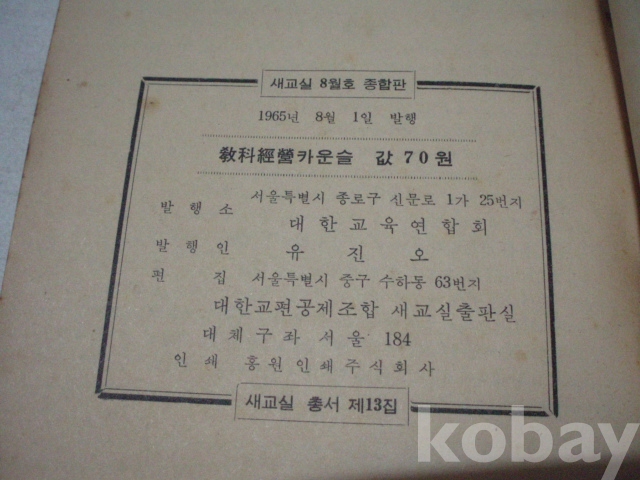 새교실 8월호 종합판
1965년 8월 1일 발행
敎科經營카운슬 값 70원
발행소 서울특별시 종로구 신문로 1가 25번지
대한교육연합회
발행인 유진오
편집 서울특별시 중구 수하동 63번지
대한교련공제조합 새교실출판실
대체구좌 서울 184
인쇄 홍원인쇄주식회사
새교실 총서 제13집
kobay